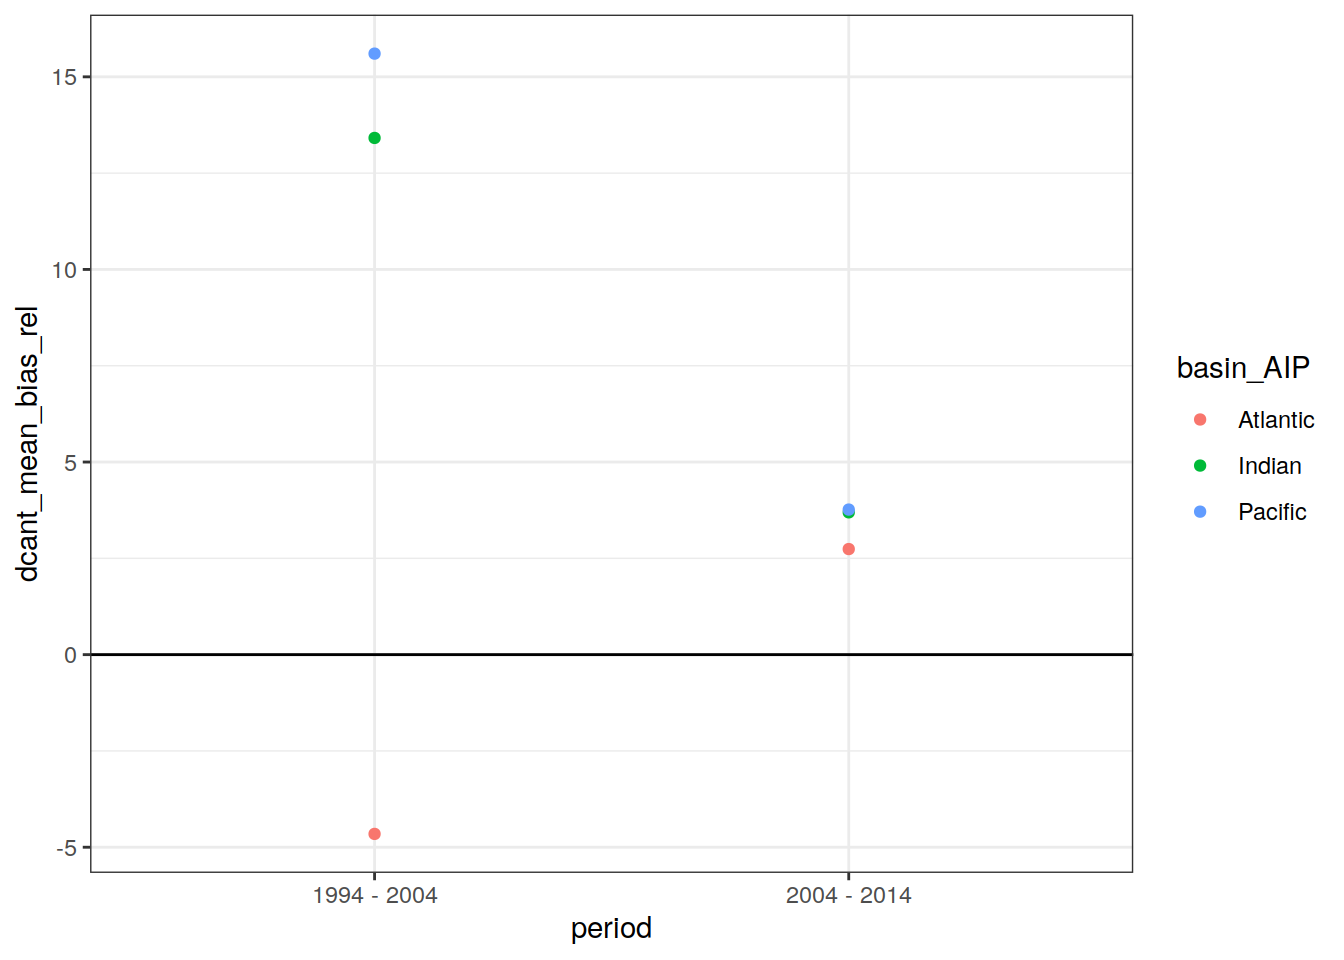 dcant_mean_bias_rel
15
10
5
0
-5
1994 - 2004
2004 - 2014
period
basin_AIP
Atlantic
Indian
Pacific